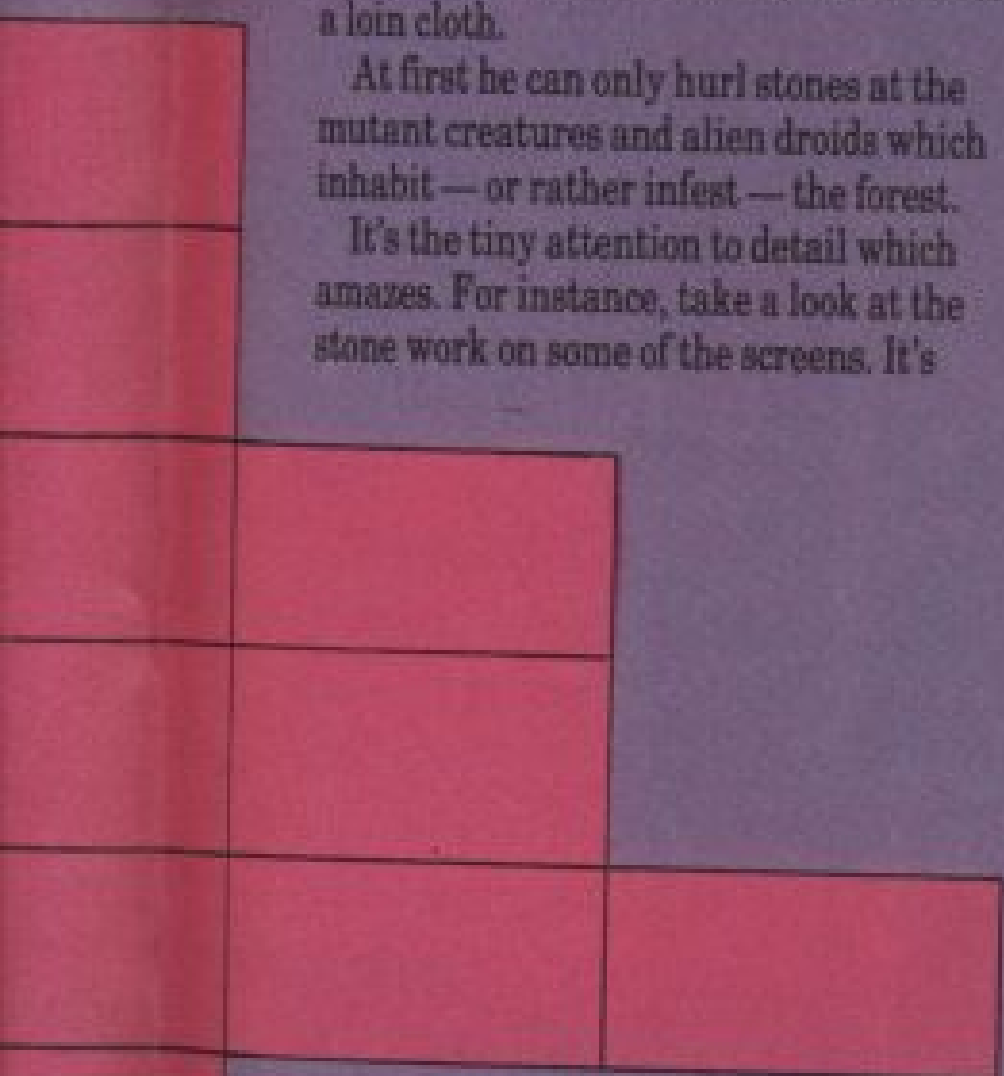 a loin cloth.
At first he can only hurl stones at the
mutant creatures and alien droids which
inhabit — or rather infest — the forest.
It's the tiny attention to detail which
amazes. For instance, take a look at the
stone work on some of the screens. It's